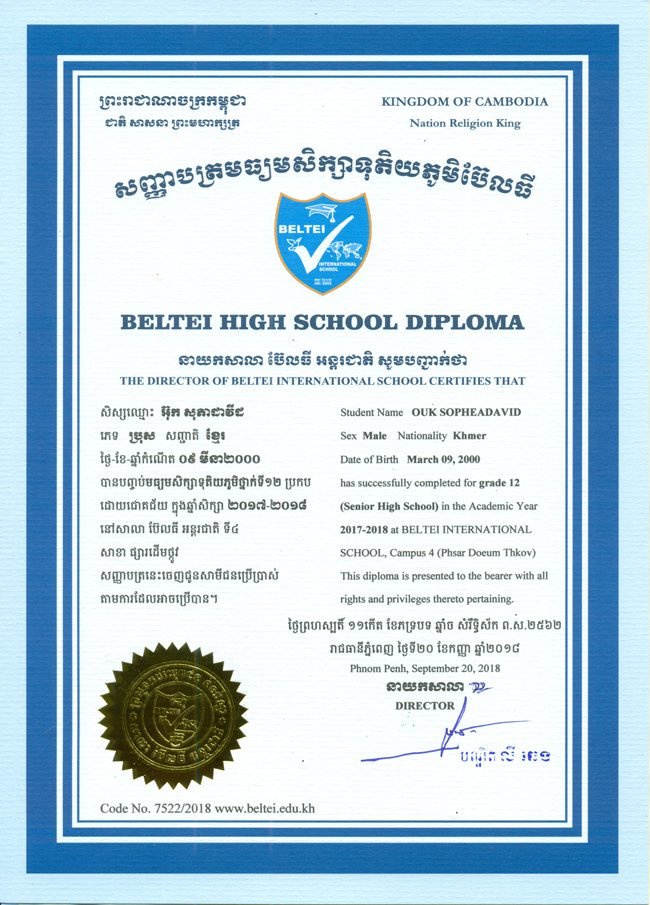 ព្រះរាជាណាចក្រកម្ពុជា
ជាតិ សាសនា ព្រះមហាក្សត្រ
KINGDOM OF CAMBODIA
Nation Religion King
សញ្ញាបត្រមធ្យមសិក្សាទុតិយភូមិប៊ែលធី
BELTEI
INTERNATIONAL
SCHOOL
BELTEI HIGH SCHOOL DIPLOMA
នាយកសាលា ប៊ែលធី អន្តរជាតិ សូមបញ្ជាក់ថា
THE DIRECTOR OF BELTEI INTERNATIONAL SCHOOL CERTIFIES THAT
សិស្សឈ្មោះ អ៊ុក សុភាដាវីដ
ភេទ ប្រុស សញ្ជាតិ ខ្មែរ
ថ្ងៃ-ខែ-ឆ្នាំកំណើត ០៩ មីនា២០០០
បានបញ្ចប់មធ្យមសិក្សាទុតិយភូមិថ្នាក់ទី១២ ប្រកប
ដោយជោគជ័យ ក្នុងឆ្នាំសិក្សា ២០១៧-២០១៨
នៅសាលា ប៊ែលធី អន្តរជាតិ ទី៤
សាខា ផ្សារដើមថ្កូវ
សញ្ញាបត្រនេះចេញជូនសាមីជនប្រើប្រាស់
តាមការដែលអាចប្រើបាន។
Student Name OUK SOPHEADAVID
Sex Male Nationality Khmer
Date of Birth March 09, 2000
has successfully completed for grade 12
(Senior High School) in the Academic Year
2017-2018 at BELTEI INTERNATIONAL
SCHOOL, Campus 4 (Phsar Doeum Thkov)
This diploma is presented to the bearer with all
rights and privileges thereto pertaining.
ថ្ងៃព្រហស្បតិ៍ ១១កើត ខែភទ្របទ ឆ្នាំច សំរឹទ្ធិស័ក ព.ស.២៥៦២
រាជធានីភ្នំពេញ ថ្ងៃទី២០ ខែកញ្ញា ឆ្នាំ២០១៨
Phnom Penh, September 20, 2018
នាយកសាលា
DIRECTOR
បណ្ឌិត លី ឆេង
Code No. 7522/2018 www.beltei.edu.kh